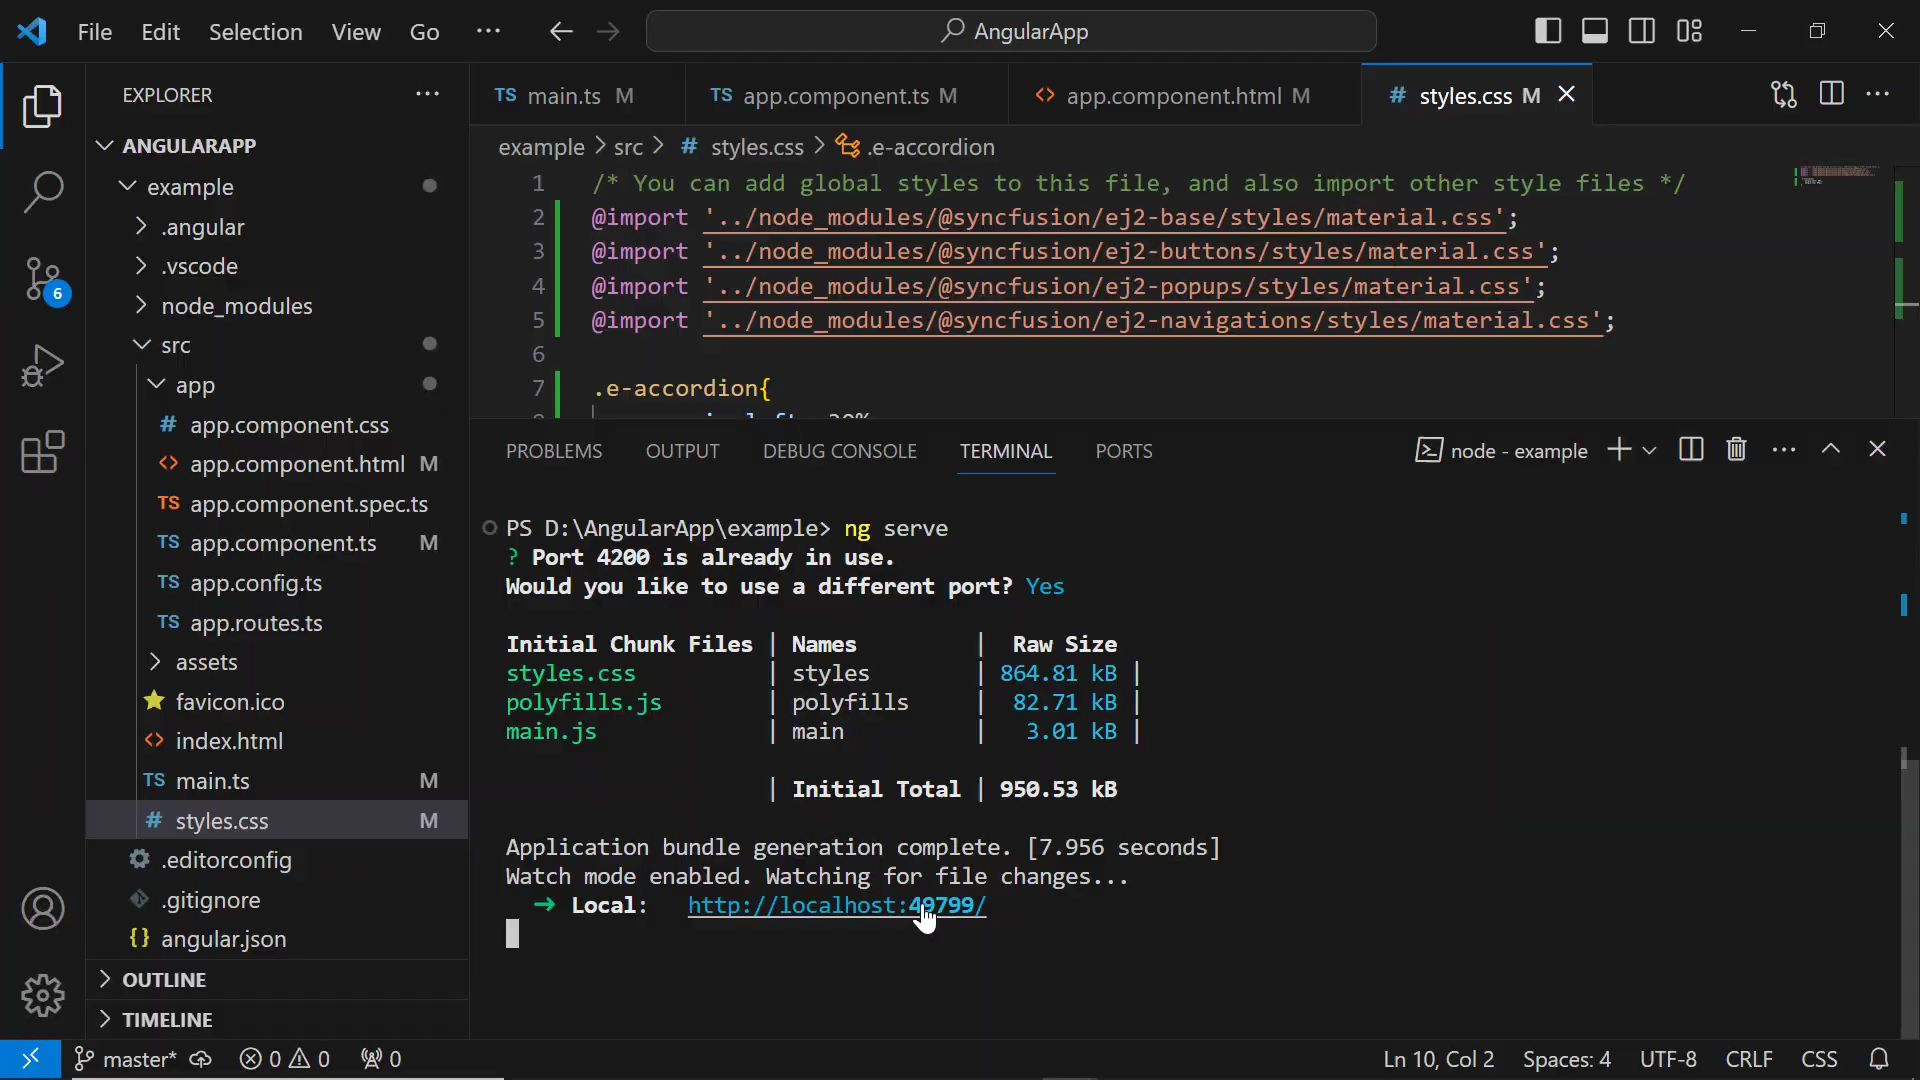 File Edit Selection View Go ··· AngularApp
EXPLORER ···
ANGULARAPP
example
.angular
.vscode
node_modules
src
app
app.component.css
app.component.html M
TS app.component.spec.ts
TS app.component.ts M
TS app.config.ts
TS app.routes.ts
assets
favicon.ico
index.html
TS main.ts M
# styles.css M
.editorconfig
.gitignore
{} angular.json
OUTLINE
TIMELINE
6
TS main.ts M TS app.component.ts M <> app.component.html M # styles.css M
example > src > # styles.css > .e-accordion
1 /* You can add global styles to this file, and also import other style files */
2 @import '../node_modules/@syncfusion/ej2-base/styles/material.css';
3 @import '../node_modules/@syncfusion/ej2-buttons/styles/material.css';
4 @import '../node_modules/@syncfusion/ej2-popups/styles/material.css';
5 @import '../node_modules/@syncfusion/ej2-navigations/styles/material.css';
6
7 .e-accordion{
PROBLEMS OUTPUT DEBUG CONSOLE TERMINAL PORTS node - example
PS D:\AngularApp\example> ng serve
? Port 4200 is already in use.
Would you like to use a different port? Yes
Initial Chunk Files | Names | Raw Size
styles.css | styles | 864.81 kB |
polyfills.js | polyfills | 82.71 kB |
main.js | main | 3.01 kB |
| Initial Total | 950.53 kB
Application bundle generation complete. [7.956 seconds]
Watch mode enabled. Watching for file changes...
➜ Local: http://localhost:49799/
master* 0 0 0 Ln 10, Col 2 Spaces: 4 UTF-8 CRLF CSS